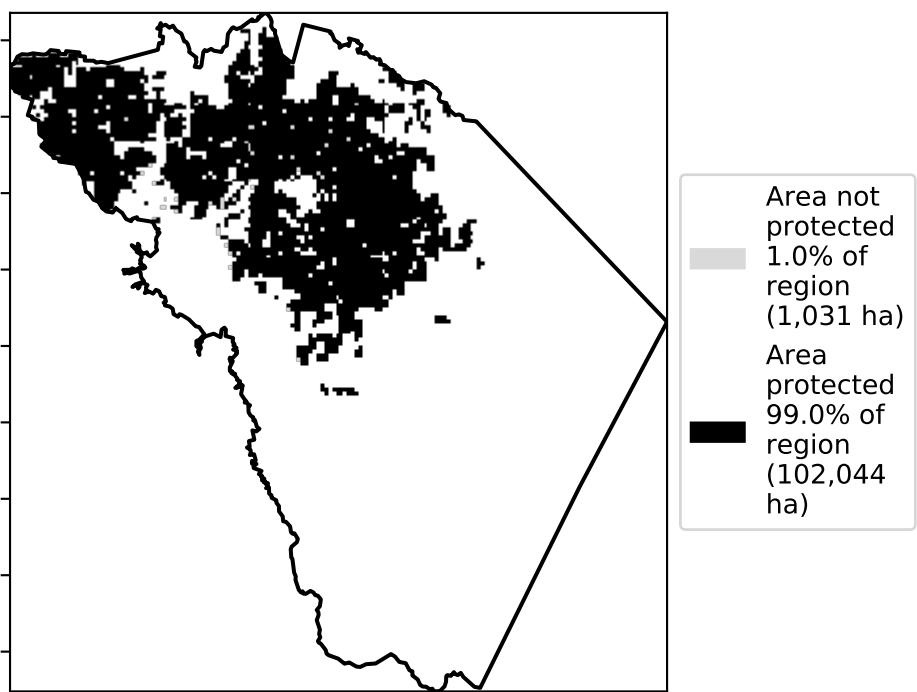 Area not
protected
1.0% of
region
(1,031 ha)
Area
protected
99.0% of
region
(102,044
ha)